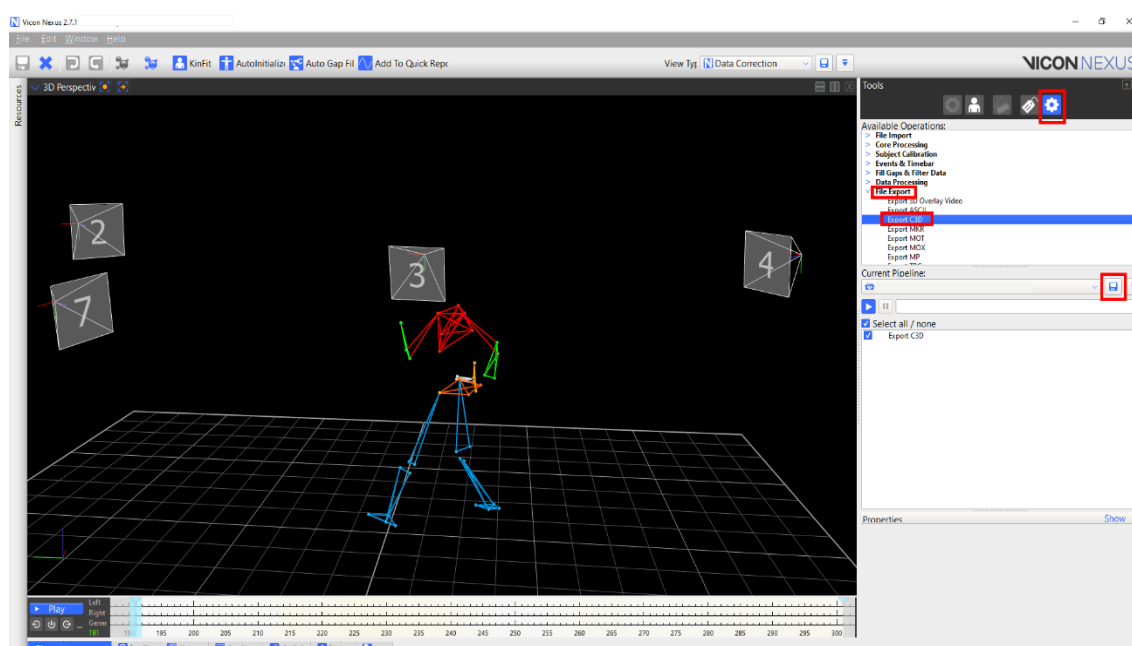 Vicon Nexus 2.7.1
File Edit Window Help
KinFit AutoInitializ Auto Gap Fil Add To Quick Repo View Typ Data Correction VICON NEXUS
Resources
3D Perspectiv
Tools
Available Operations:
File Import
Core Processing
Subject Calibration
Events & Timebar
Fill Gaps & Filter Data
Data Processing
File Export
Export 3D Overlay Video
Export ASCII
Export C3D
Export MKR
Export MOT
Export MOX
Export MP
Current Pipeline:
Select all / none
Export C3D
2
7
3
4
Properties Show
Play
Left
Right
Gener
191
195 200 205 210 215 220 225 230 235 240 245 250 255 260 265 270 275 280 285 290 295 300